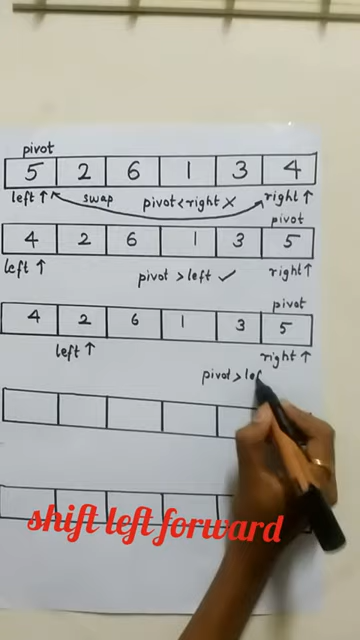 pivot
5 2 6 1 3 4
left ↑ swap pivot < right ✗ right ↑
pivot
4 2 6 1 3 5
left ↑ pivot > left ✓ right ↑
pivot
4 2 6 1 3 5
left ↑ right ↑
pivot > le
shift left forward